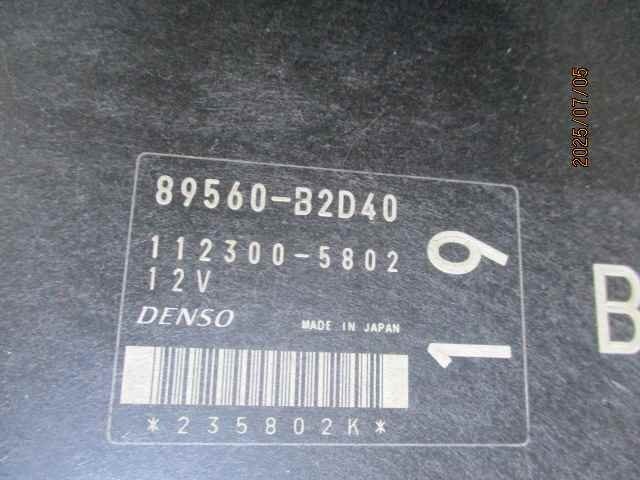 2025/07/05
89560-B2D40
112300-5802
12V
DENSO
MADE IN JAPAN
19
*235802K*
B